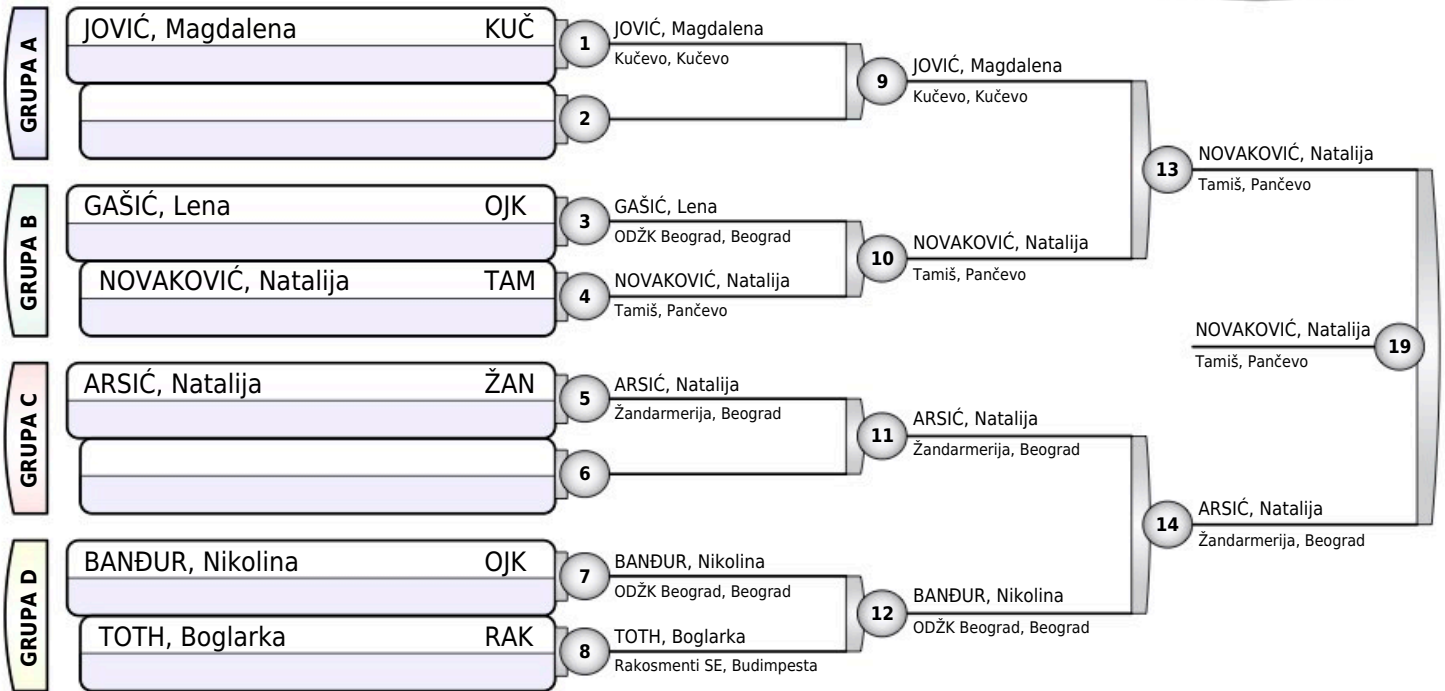 GRUPA A
JOVIĆ, Magdalena KUČ
1
JOVIĆ, Magdalena
Kučevo, Kučevo
2
9
JOVIĆ, Magdalena
Kučevo, Kučevo
GRUPA B
GAŠIĆ, Lena OJK
3
GAŠIĆ, Lena
ODŽK Beograd, Beograd
NOVAKOVIĆ, Natalija TAM
4
NOVAKOVIĆ, Natalija
Tamiš, Pančevo
10
NOVAKOVIĆ, Natalija
Tamiš, Pančevo
13
NOVAKOVIĆ, Natalija
Tamiš, Pančevo
GRUPA C
ARSIĆ, Natalija ŽAN
5
ARSIĆ, Natalija
Žandarmerija, Beograd
6
11
ARSIĆ, Natalija
Žandarmerija, Beograd
GRUPA D
BANĐUR, Nikolina OJK
7
BANĐUR, Nikolina
ODŽK Beograd, Beograd
TOTH, Boglarka RAK
8
TOTH, Boglarka
Rakosmenti SE, Budimpesta
12
BANĐUR, Nikolina
ODŽK Beograd, Beograd
14
ARSIĆ, Natalija
Žandarmerija, Beograd
NOVAKOVIĆ, Natalija
Tamiš, Pančevo
19